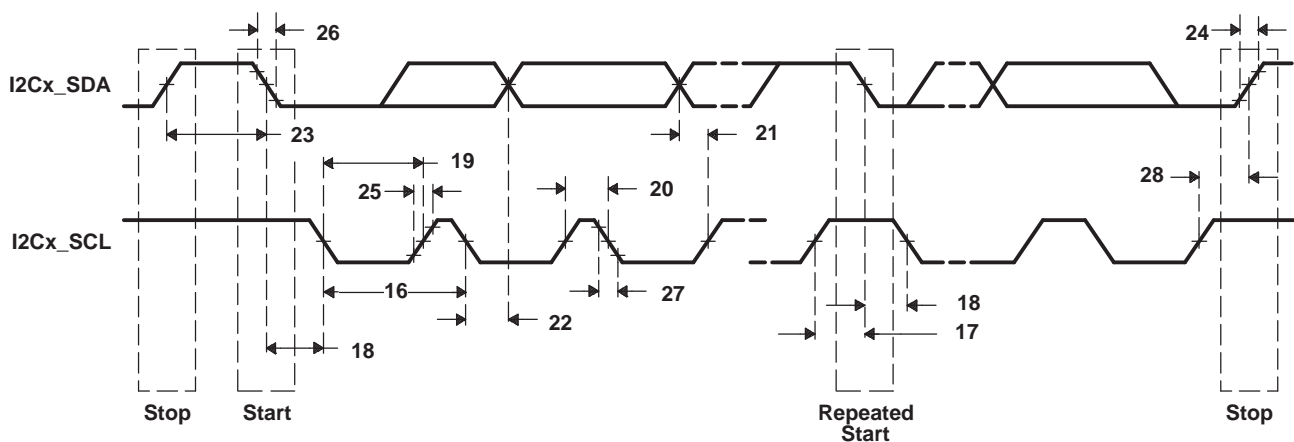 26
24
I2Cx_SDA
23
21
19
25
20
28
I2Cx_SCL
16
27
18
22
18
17
Stop
Start
Repeated
Start
Stop